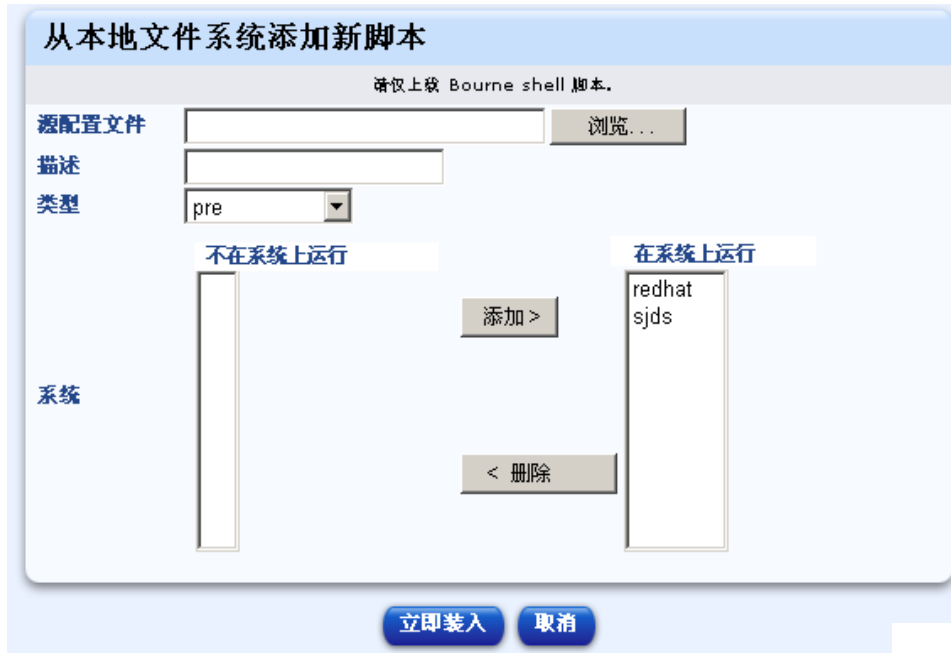 从本地文件系统添加新脚本
请仅上载 Bourne shell 脚本.
源配置文件
浏览...
描述
类型
pre
不在系统上运行
在系统上运行
redhat
sjds
添加 >
系统
< 删除
立即装入
取消